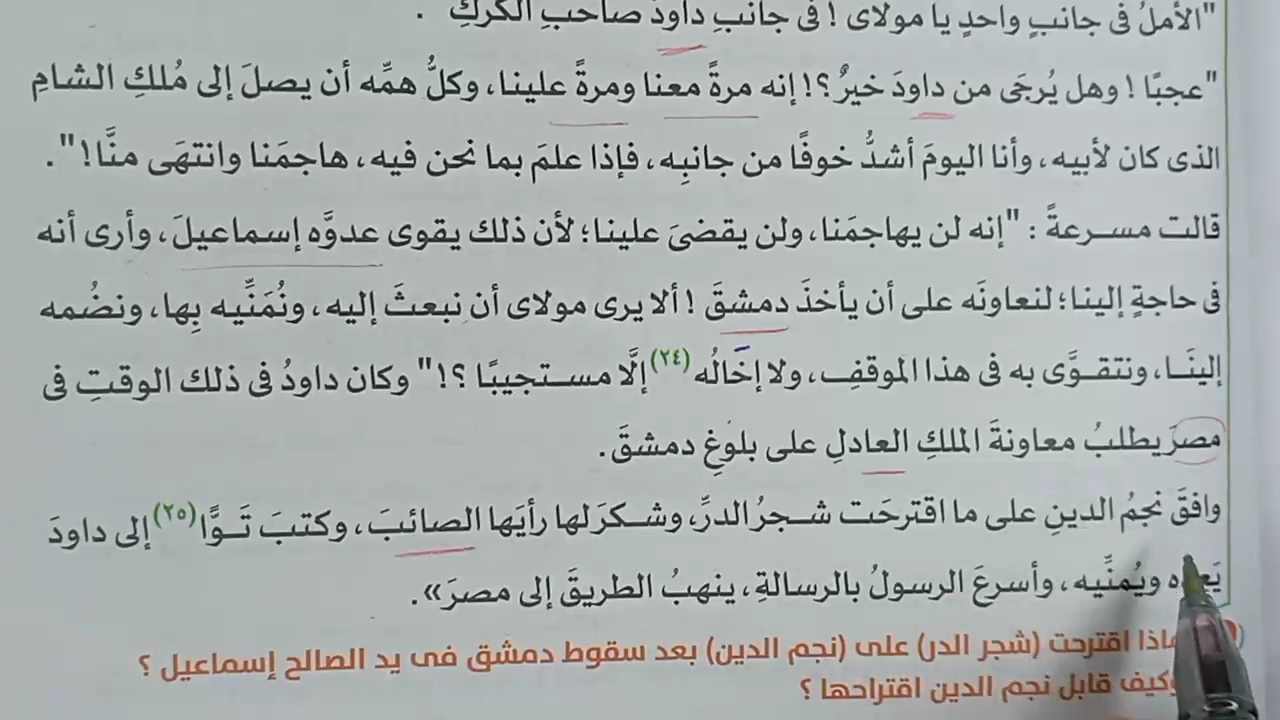 "الأملُ فى جانبٍ واحدٍ يا مولاى ! فى جانبِ داودَ صاحبِ الكَركِ" .
"عجبًا ! وهل يُرجَى من داودَ خيرٌ ؟! إنه مرةً معنا ومرةً علينا، وكلُّ همِّه أن يصلَ إلى مُلكِ الشامِ
الذى كان لأبيه، وأنا اليومَ أشدُّ خوفًا من جانبِه، فإذا علمَ بما نحن فيه، هاجمَنا وانتهَى منَّا!".
قالت مسرعةً : "إنه لن يهاجمَنا، ولن يقضىَ علينا؛ لأن ذلك يقوى عدوَّه إسماعيلَ، وأرى أنه
فى حاجةٍ إلينا؛ لنعاونَه على أن يأخذَ دمشقَ ! ألا يرى مولاى أن نبعثَ إليه، ونُمَنِّيه بِها، ونضُمه
إلينَا، ونتقوَّى به فى هذا الموقفِ، ولا إخَالُه (٢٤) إلَّا مستجيبًا ؟!" وكان داودُ فى ذلك الوقتِ فى
مصرَ يطلبُ معاونةَ الملكِ العادلِ على بلوغِ دمشقَ.
وافقَ نجمُ الدينِ على ما اقترحَت شجرُ الدرِّ، وشكرَ لها رأيَها الصائبَ، وكتبَ تَوًّا (٢٥) إلى داودَ
ويُمنِّيه، وأسرعَ الرسولُ بالرسالةِ، ينهبُ الطريقَ إلى مصرَ».
اقترحت (شجر الدر) على (نجم الدين) بعد سقوط دمشق فى يد الصالح إسماعيل ؟
وكيف قابل نجم الدين اقتراحها ؟